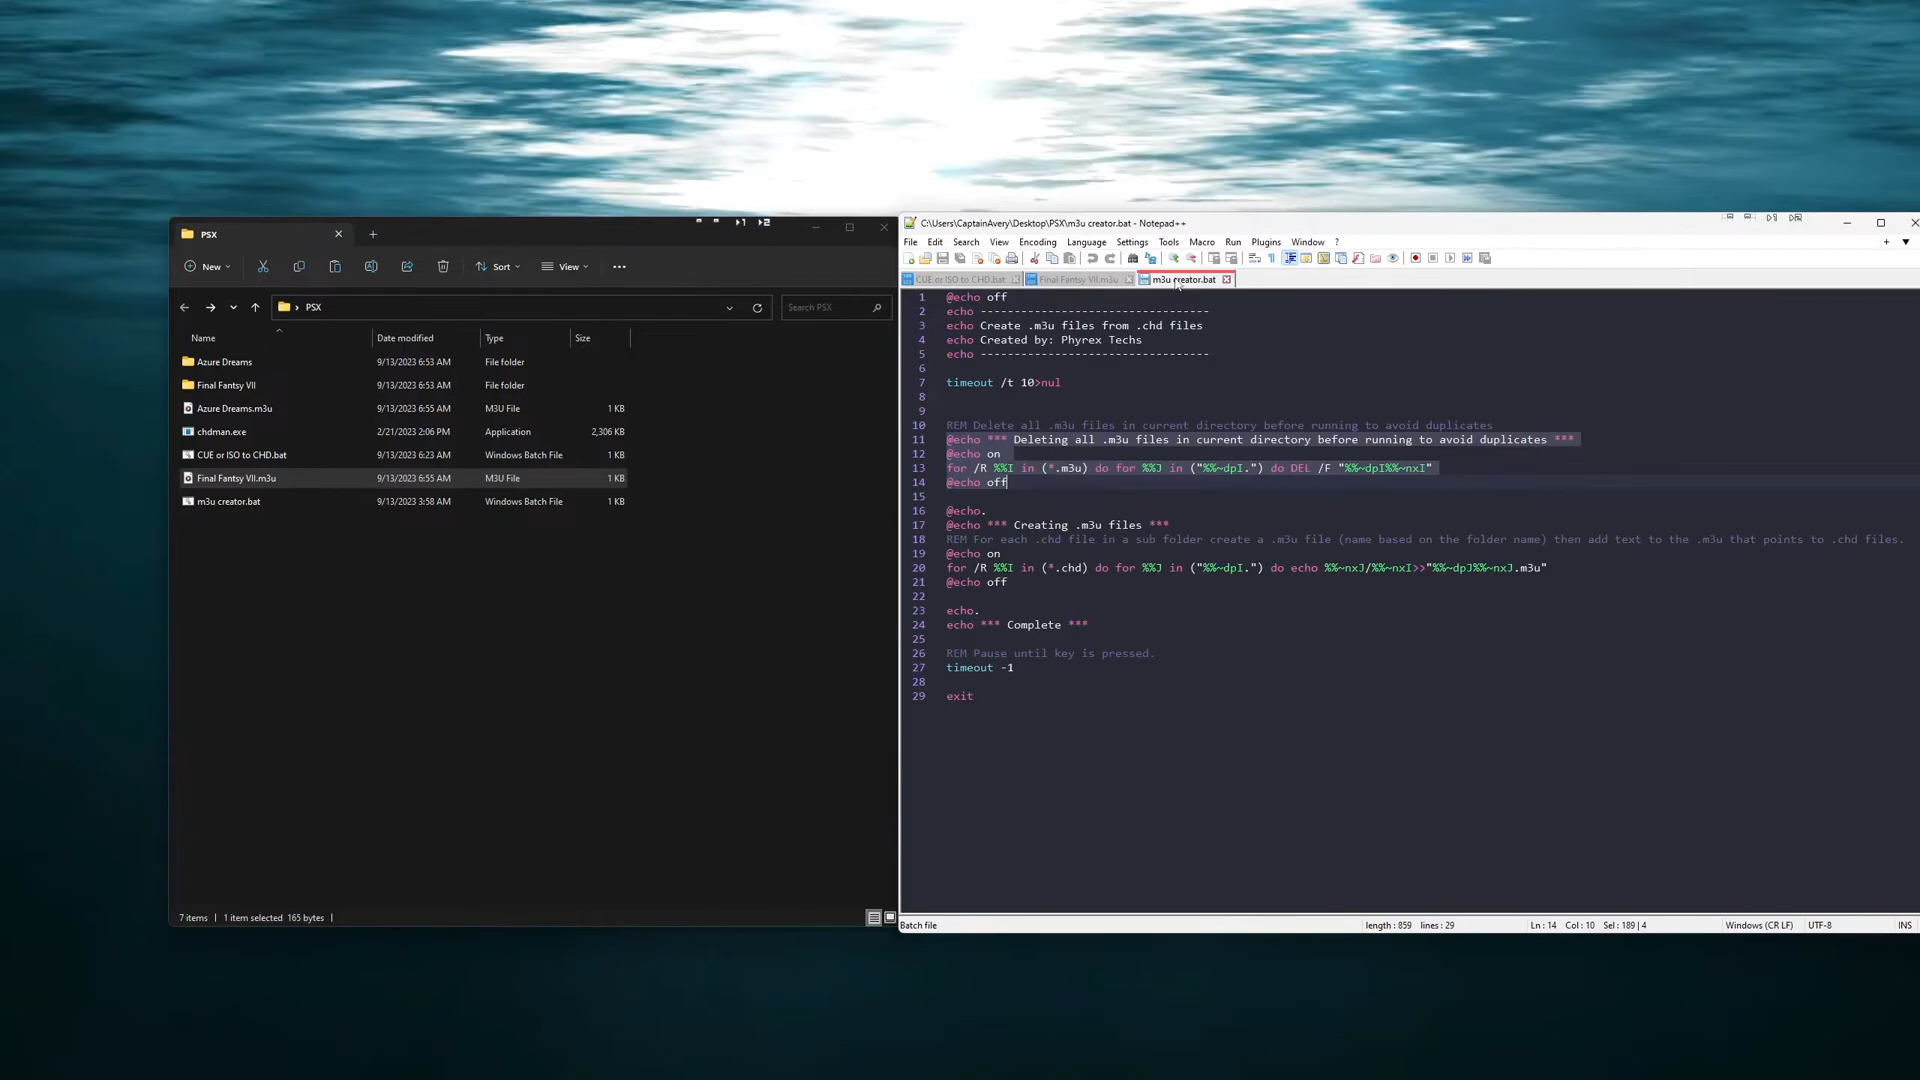 PSX
New
Sort
View
PSX
Search PSX
Name
Date modified
Type
Size
Azure Dreams
9/13/2023 6:53 AM
File folder
Final Fantsy VII
9/13/2023 6:53 AM
File folder
Azure Dreams.m3u
9/13/2023 6:55 AM
M3U File
1 KB
chdman.exe
2/21/2023 2:06 PM
Application
2,306 KB
CUE or ISO to CHD.bat
9/13/2023 6:23 AM
Windows Batch File
1 KB
Final Fantsy VII.m3u
9/13/2023 6:55 AM
M3U File
1 KB
m3u creator.bat
9/13/2023 3:58 AM
Windows Batch File
1 KB
7 items
1 item selected 165 bytes
C:\Users\CaptainAvery\Desktop\PSX\m3u creator.bat - Notepad++
File Edit Search View Encoding Language Settings Tools Macro Run Plugins Window ?
CUE or ISO to CHD.bat
Final Fantsy VII.m3u
m3u creator.bat
1 @echo off
2 echo ----------------------------------
3 echo Create .m3u files from .chd files
4 echo Created by: Phyrex Techs
5 echo ----------------------------------
6
7 timeout /t 10>nul
8
9
10 REM Delete all .m3u files in current directory before running to avoid duplicates
11 @echo *** Deleting all .m3u files in current directory before running to avoid duplicates ***
12 @echo on
13 for /R %%I in (*.m3u) do for %%J in ("%%~dpI.") do DEL /F "%%~dpI%%~nxI"
14 @echo off
15
16 @echo.
17 @echo *** Creating .m3u files ***
18 REM For each .chd file in a sub folder create a .m3u file (name based on the folder name) then add text to the .m3u that points to .chd files.
19 @echo on
20 for /R %%I in (*.chd) do for %%J in ("%%~dpI.") do echo %%~nxJ/%%~nxI>>"%%~dpJ%%~nxJ.m3u"
21 @echo off
22
23 echo.
24 echo *** Complete ***
25
26 REM Pause until key is pressed.
27 timeout -1
28
29 exit
Batch file
length : 859 lines : 29
Ln : 14 Col : 10 Sel : 189 | 4
Windows (CR LF)
UTF-8
INS